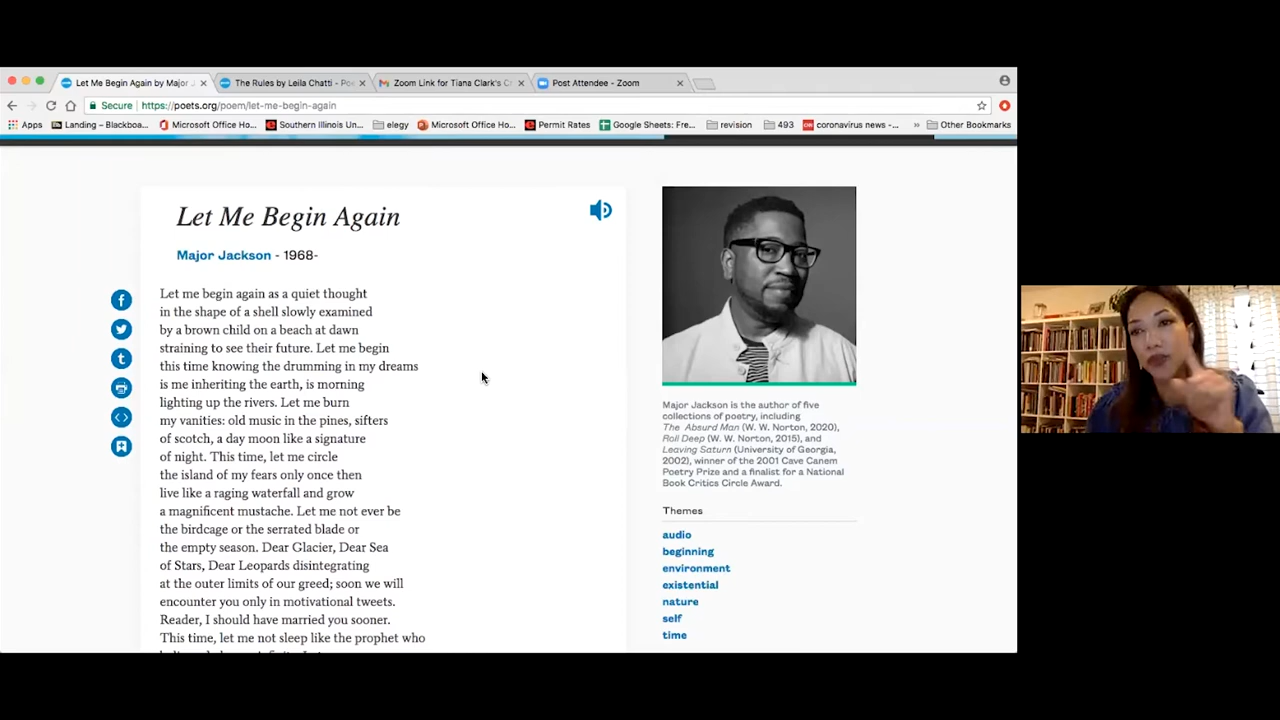 Let Me Begin Again by Major J
The Rules by Leila Chatti - Po
Zoom Link for Tiana Clark's C
Post Attendee - Zoom
Secure https://poets.org/poem/let-me-begin-again
Apps Landing – Blackboa... Microsoft Office Ho... Southern Illinois Un... elegy Microsoft Office Ho... Permit Rates Google Sheets: Fre... revision 493 coronavirus news -... » Other Bookmarks
Let Me Begin Again
Major Jackson - 1968-
Let me begin again as a quiet thought
in the shape of a shell slowly examined
by a brown child on a beach at dawn
straining to see their future. Let me begin
this time knowing the drumming in my dreams
is me inheriting the earth, is morning
lighting up the rivers. Let me burn
my vanities: old music in the pines, sifters
of scotch, a day moon like a signature
of night. This time, let me circle
the island of my fears only once then
live like a raging waterfall and grow
a magnificent mustache. Let me not ever be
the birdcage or the serrated blade or
the empty season. Dear Glacier, Dear Sea
of Stars, Dear Leopards disintegrating
at the outer limits of our greed; soon we will
encounter you only in motivational tweets.
Reader, I should have married you sooner.
This time, let me not sleep like the prophet who
Major Jackson is the author of five
collections of poetry, including
The Absurd Man (W. W. Norton, 2020),
Roll Deep (W. W. Norton, 2015), and
Leaving Saturn (University of Georgia,
2002), winner of the 2001 Cave Canem
Poetry Prize and a finalist for a National
Book Critics Circle Award.
Themes
audio
beginning
environment
existential
nature
self
time